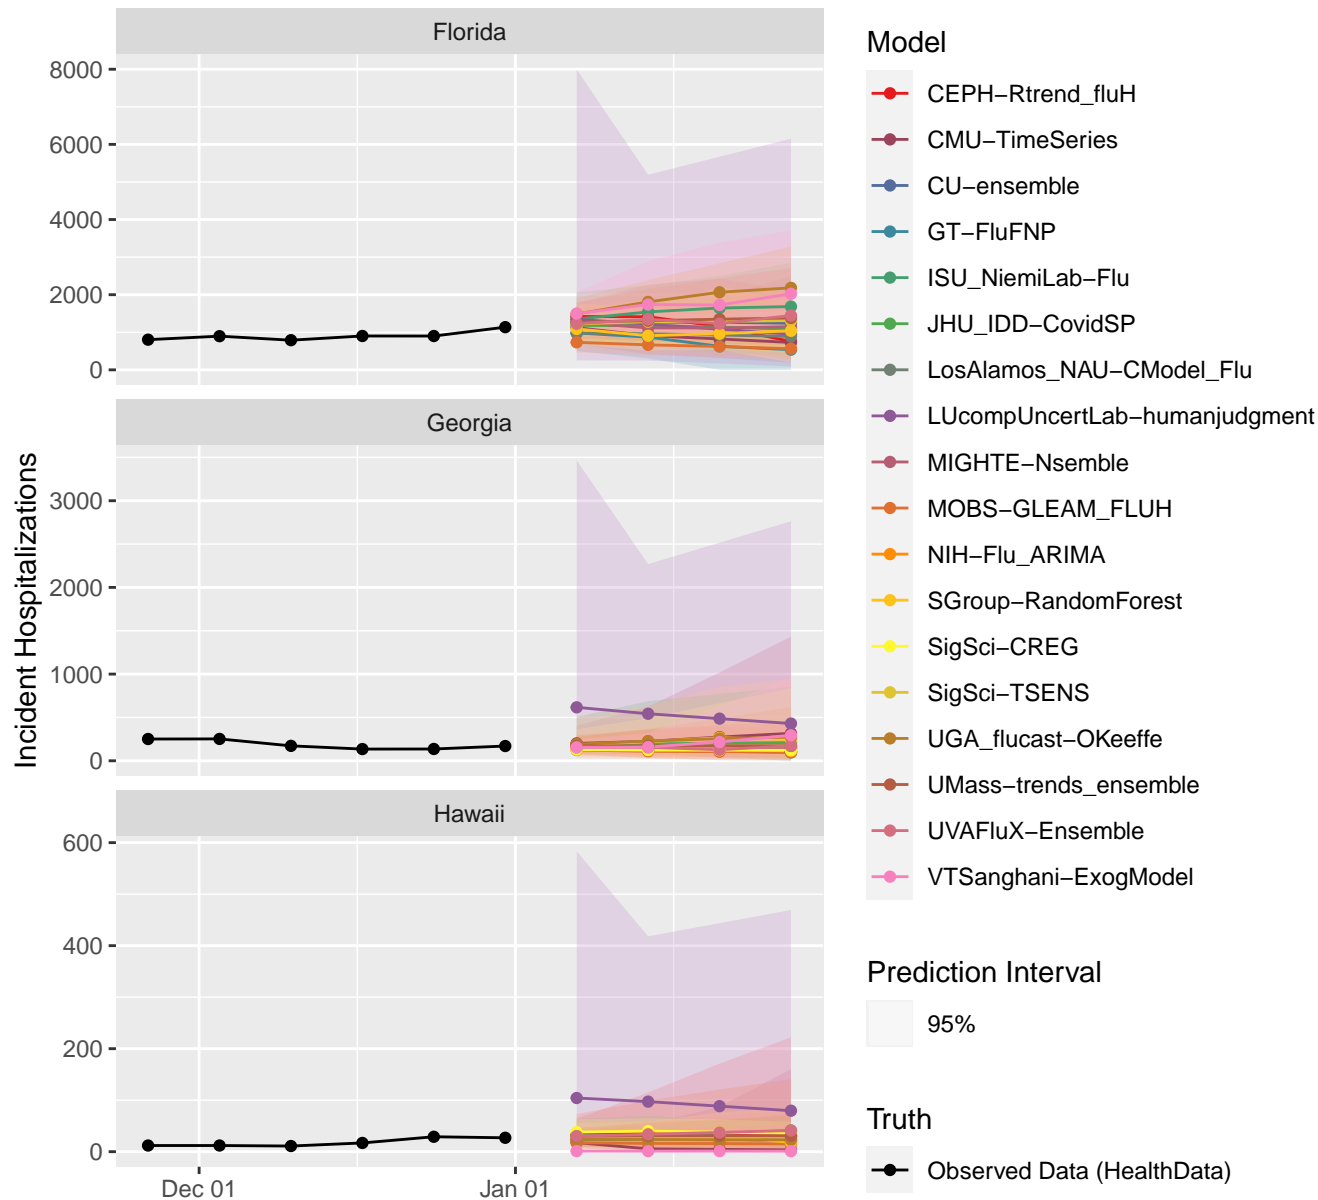 Florida
8000
6000
4000
2000
0
Georgia
3000
2000
1000
0
Hawaii
600
400
200
0
Dec 01
Jan 01
Incident Hospitalizations
Model
CEPH−Rtrend_fluH
CMU−TimeSeries
CU−ensemble
GT−FluFNP
ISU_NiemiLab−Flu
JHU_IDD−CovidSP
LosAlamos_NAU−CModel_Flu
LUcompUncertLab−humanjudgment
MIGHTE−Nsemble
MOBS−GLEAM_FLUH
NIH−Flu_ARIMA
SGroup−RandomForest
SigSci−CREG
SigSci−TSENS
UGA_flucast−OKeeffe
UMass−trends_ensemble
UVAFluX−Ensemble
VTSanghani−ExogModel
Prediction Interval
95%
Truth
Observed Data (HealthData)